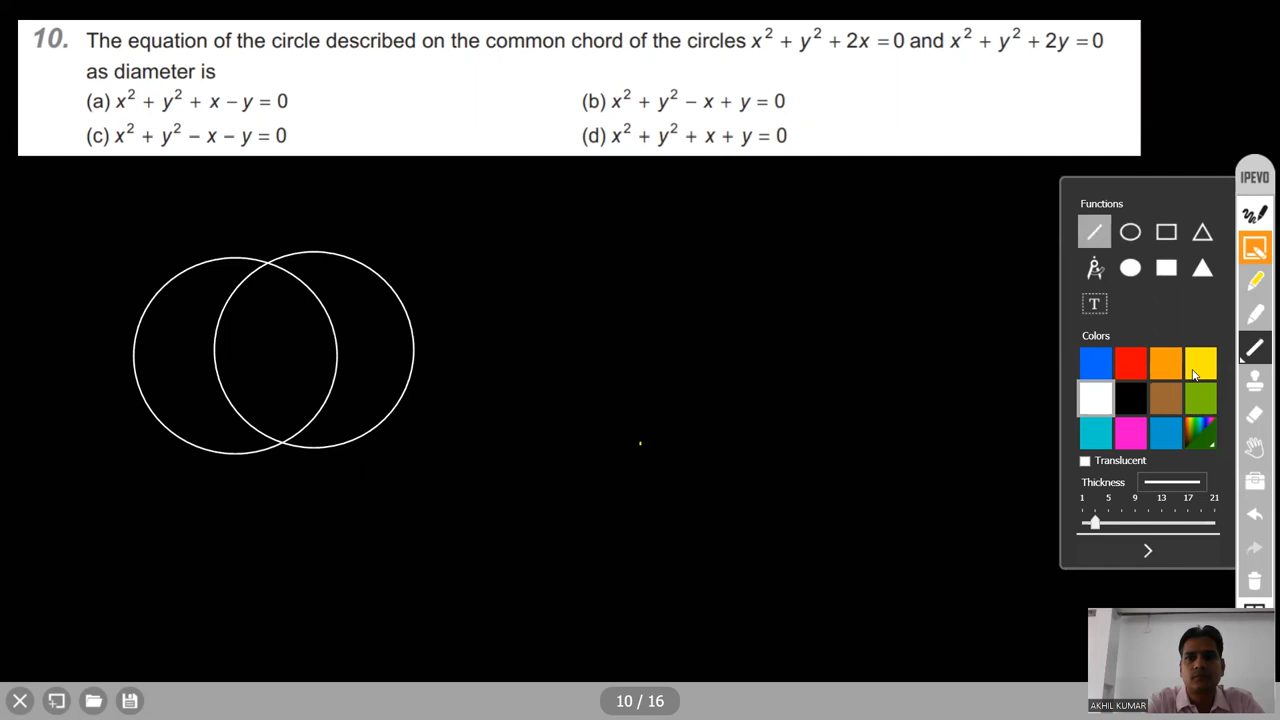 10. The equation of the circle described on the common chord of the circles x² + y² + 2x = 0 and x² + y² + 2y = 0
as diameter is
(a) x² + y² + x − y = 0 (b) x² + y² − x + y = 0
(c) x² + y² − x − y = 0 (d) x² + y² + x + y = 0
IPEVO
Functions
T
Colors
Translucent
Thickness
1 5 9 13 17 21
10 / 16
AKHIL KUMAR